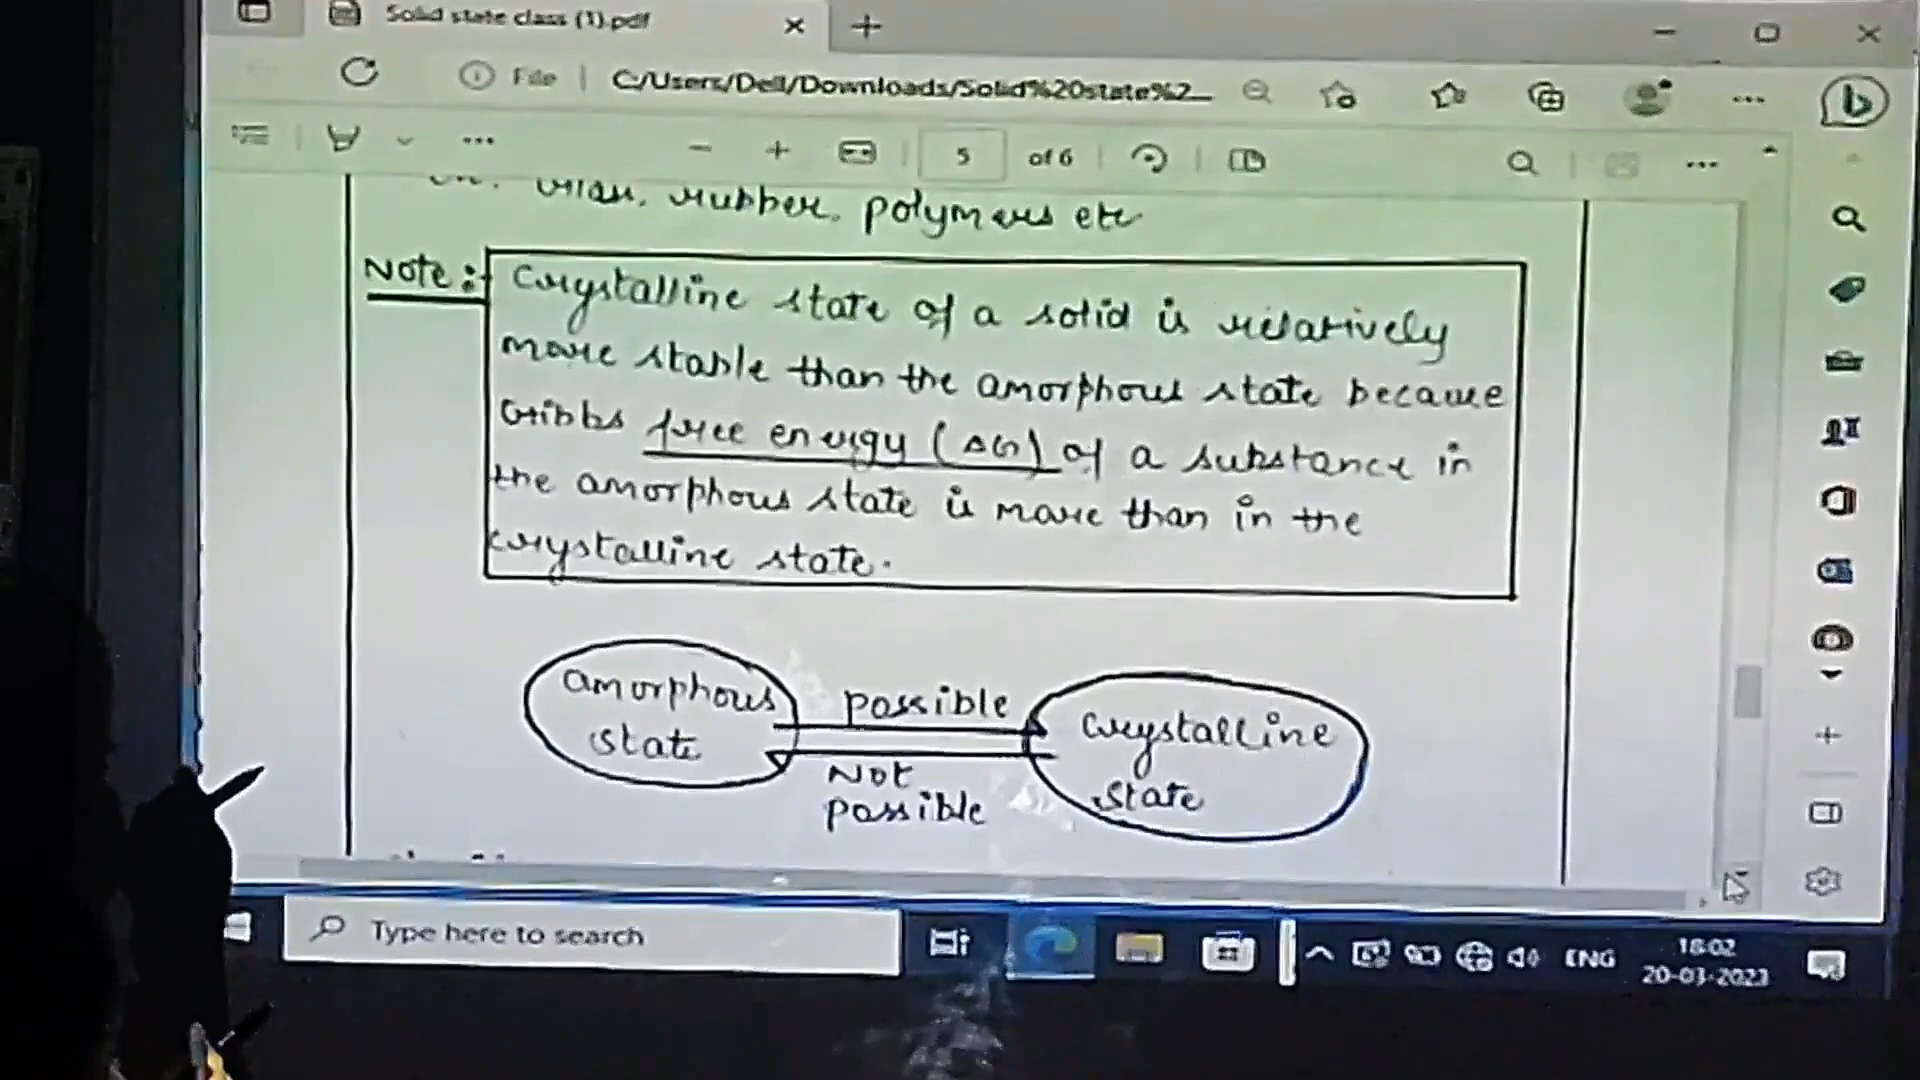 Solid state class (1).pdf
File
C:/Users/Dell/Downloads/Solid%20state%2...
5 of 6
rubber, polymers etc
Note:- Crystalline state of a solid is relatively
more stable than the amorphous state because
Gibbs free energy (ΔG) of a substance in
the amorphous state is more than in the
crystalline state.
amorphous
state
possible
Not
possible
Crystalline
state
Type here to search
ENG
18:02
20-03-2023